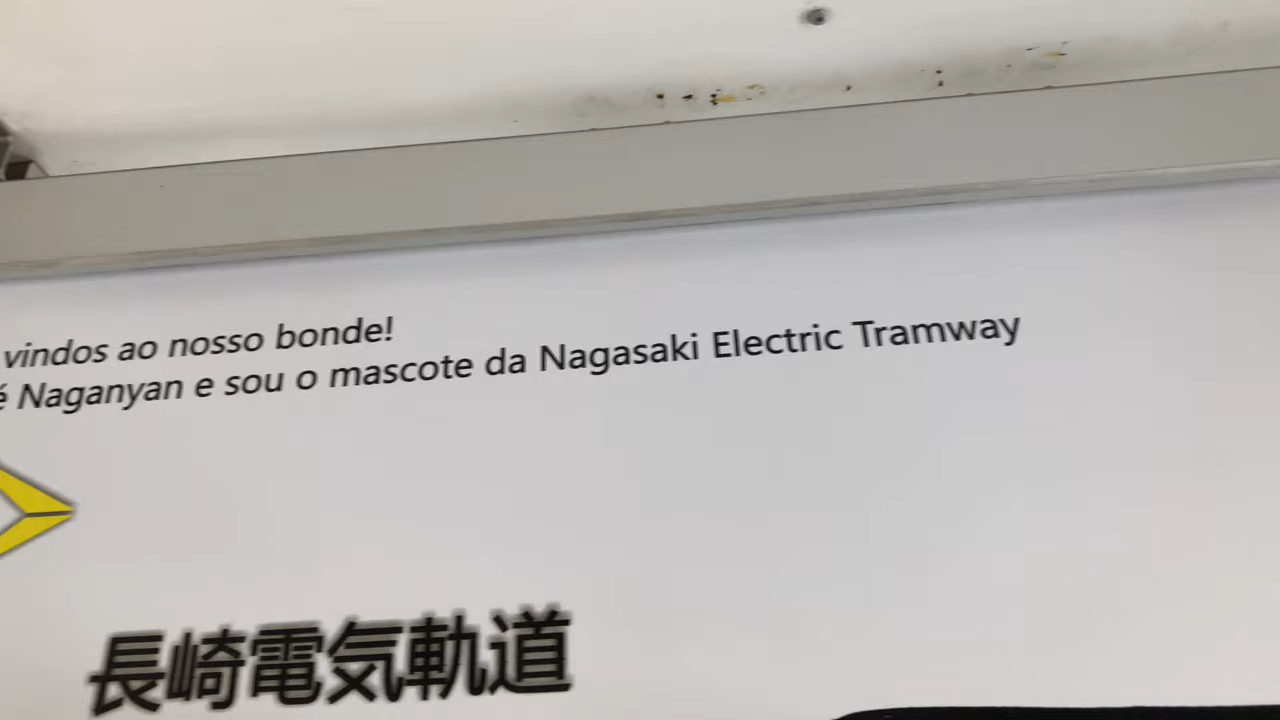 vindos ao nosso bonde!
é Naganyan e sou o mascote da Nagasaki Electric Tramway
長崎電気軌道